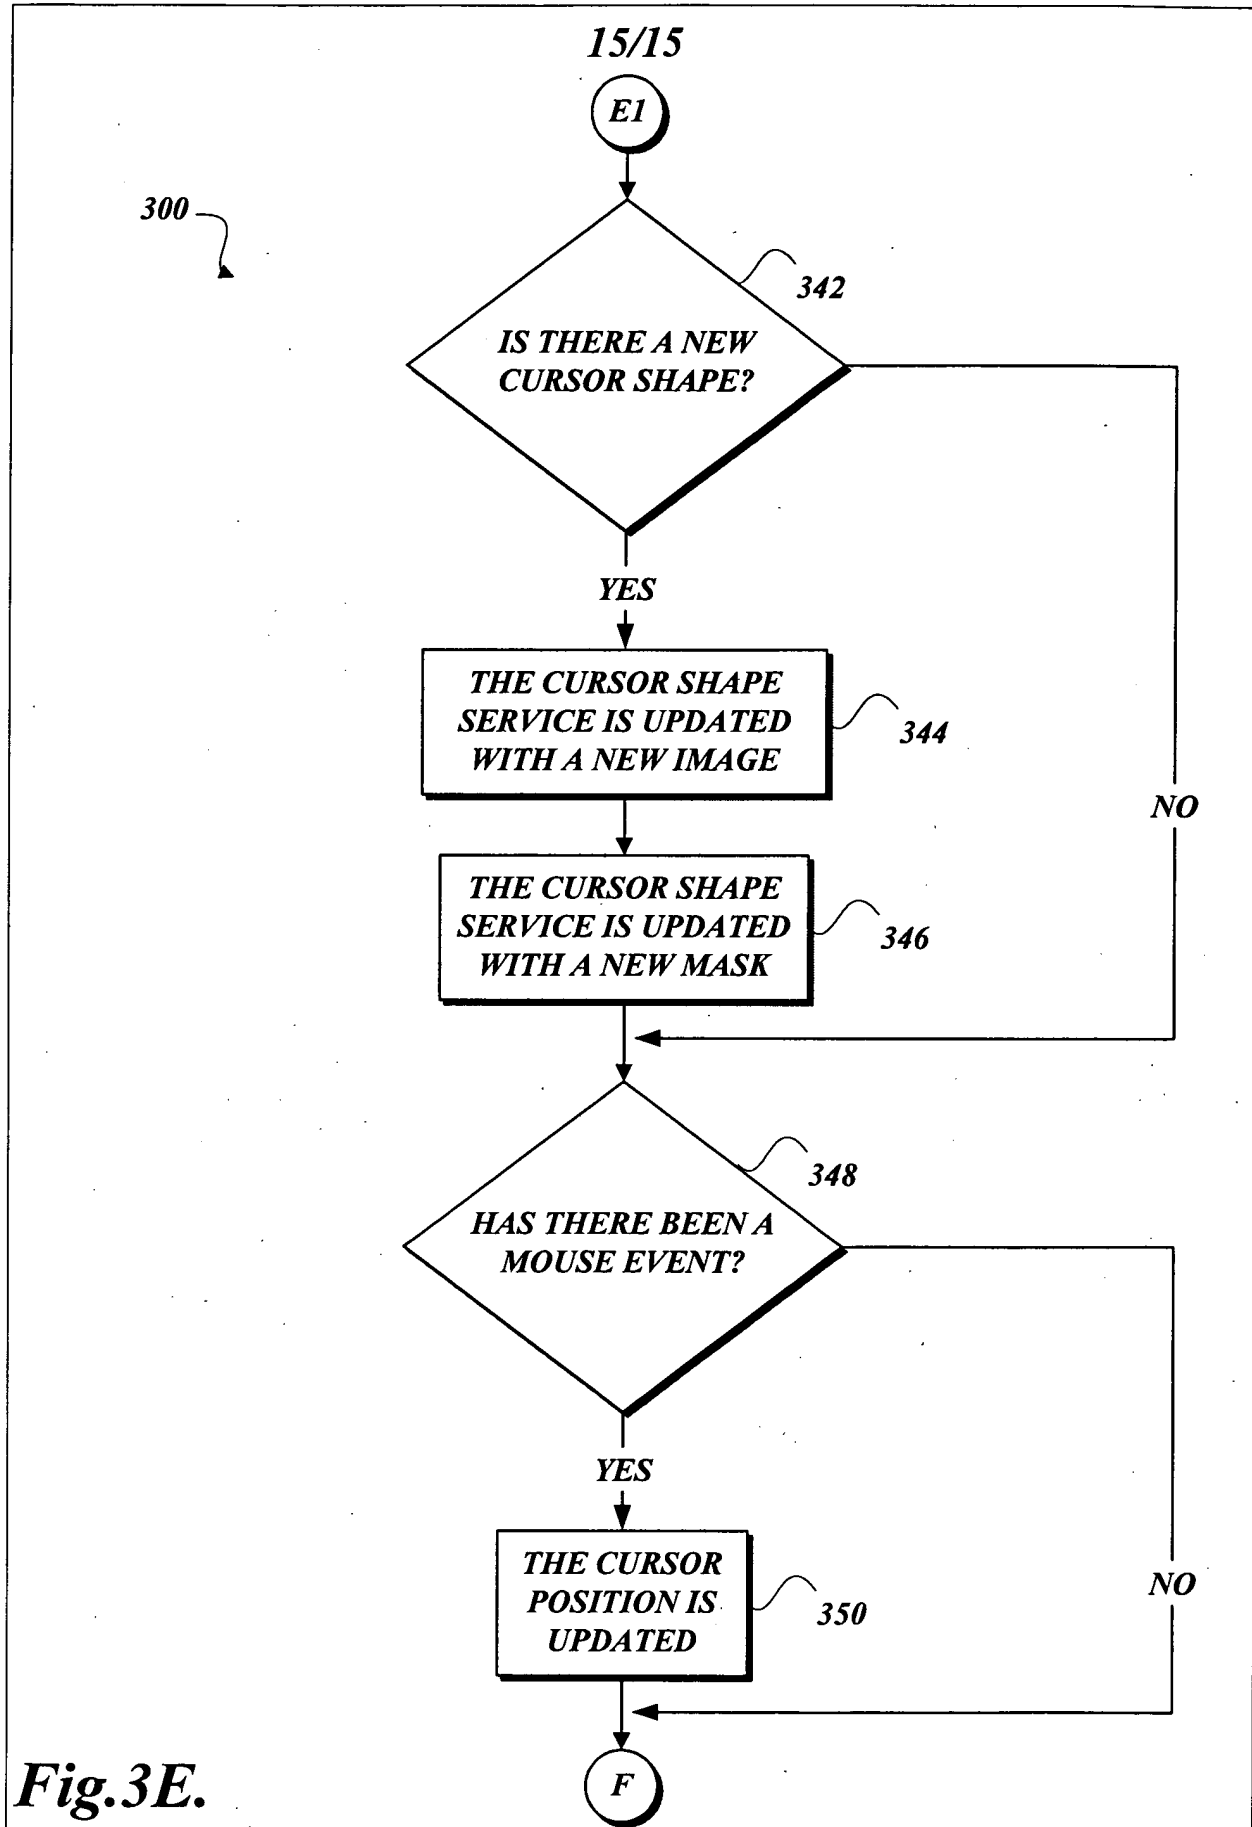 15/15
E1
300
342
IS THERE A NEW
CURSOR SHAPE?
YES
THE CURSOR SHAPE
SERVICE IS UPDATED
WITH A NEW IMAGE
344
NO
THE CURSOR SHAPE
SERVICE IS UPDATED
WITH A NEW MASK
346
348
HAS THERE BEEN A
MOUSE EVENT?
YES
THE CURSOR
POSITION IS
UPDATED
350
NO
F
Fig.3E.